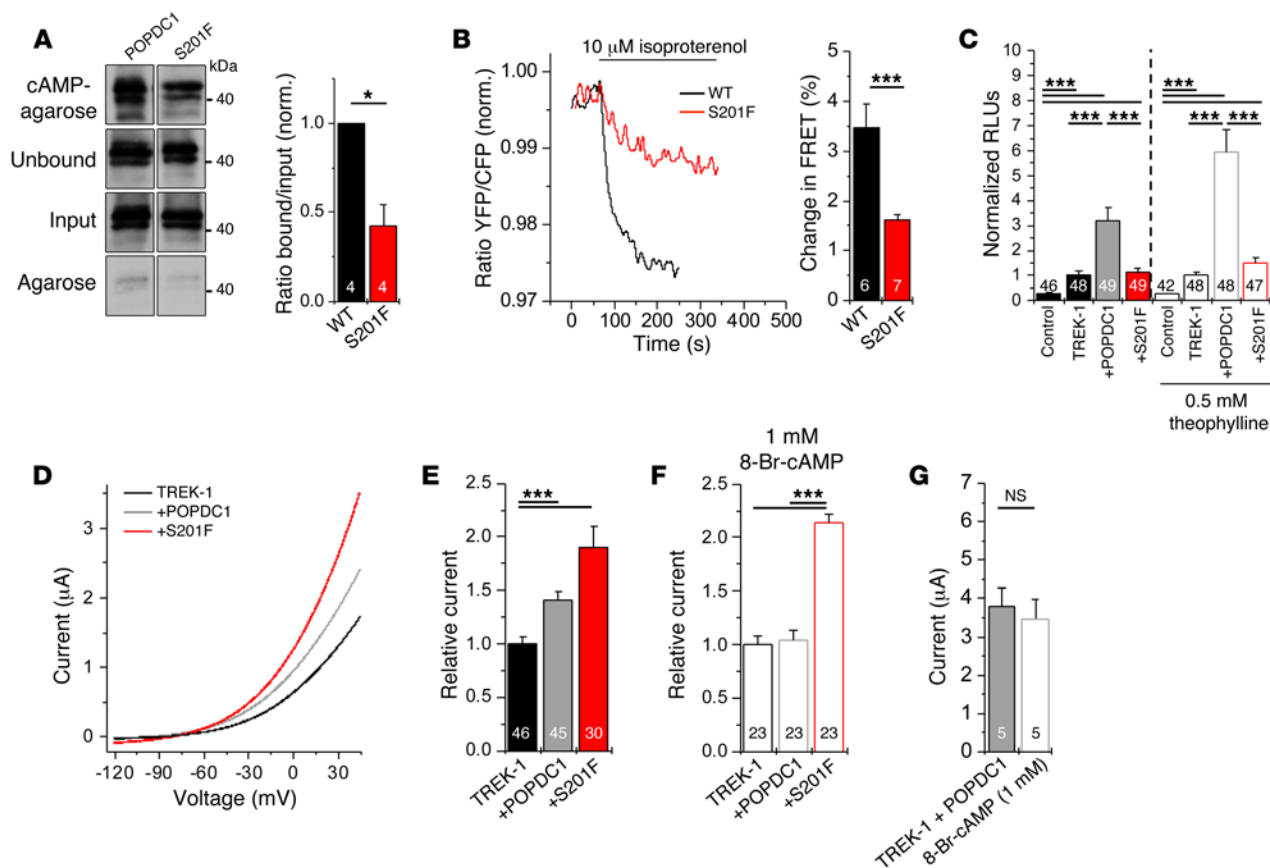 A
POPDC1
S201F
kDa
cAMP-
agarose
40
Unbound
40
Input
40
Agarose
40
Ratio bound/input (norm.)
1.0
0.5
0.0
*
4
4
WT
S201F
B
10 μM isoproterenol
Ratio YFP/CFP (norm.)
1.00
0.99
0.98
0.97
WT
S201F
0 100 200 300 400 500
Time (s)
Change in FRET (%)
5
4
3
2
1
0
***
6
7
WT
S201F
C
Normalized RLUs
10
9
8
7
6
5
4
3
2
1
0
*** ***
*** *** *** ***
46 48 49 49 42 48 48 47
Control
TREK-1
+POPDC1
+S201F
Control
TREK-1
+POPDC1
+S201F
0.5 mM
theophylline
D
TREK-1
+POPDC1
+S201F
Current (μA)
3
2
1
0
-120 -90 -60 -30 0 30
Voltage (mV)
E
Relative current
2.5
2.0
1.5
1.0
0.5
0.0
***
46 45 30
TREK-1
+POPDC1
+S201F
F
1 mM
8-Br-cAMP
Relative current
2.5
2.0
1.5
1.0
0.5
0.0
***
23 23 23
TREK-1
+POPDC1
+S201F
G
Current (μA)
8
7
6
5
4
3
2
1
0
NS
5 5
TREK-1 + POPDC1
8-Br-cAMP (1 mM)